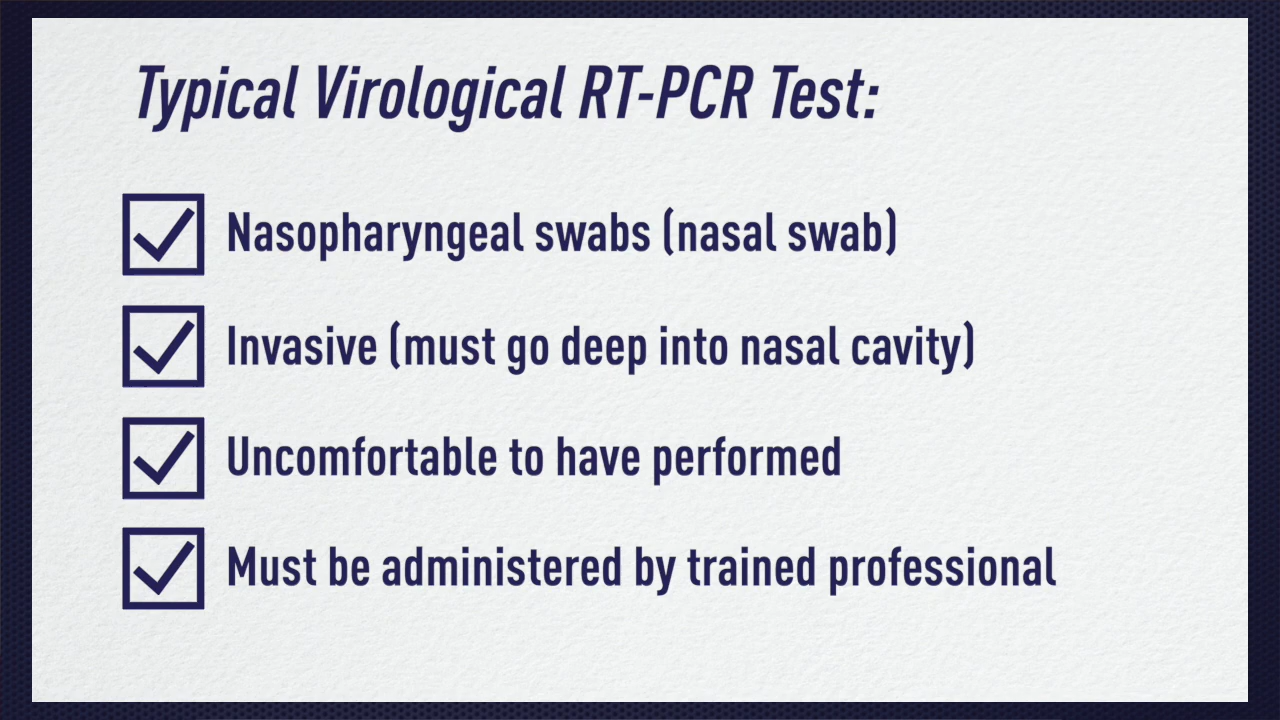 Typical Virological RT-PCR Test:
Nasopharyngeal swabs (nasal swab)
Invasive (must go deep into nasal cavity)
Uncomfortable to have performed
Must be administered by trained professional